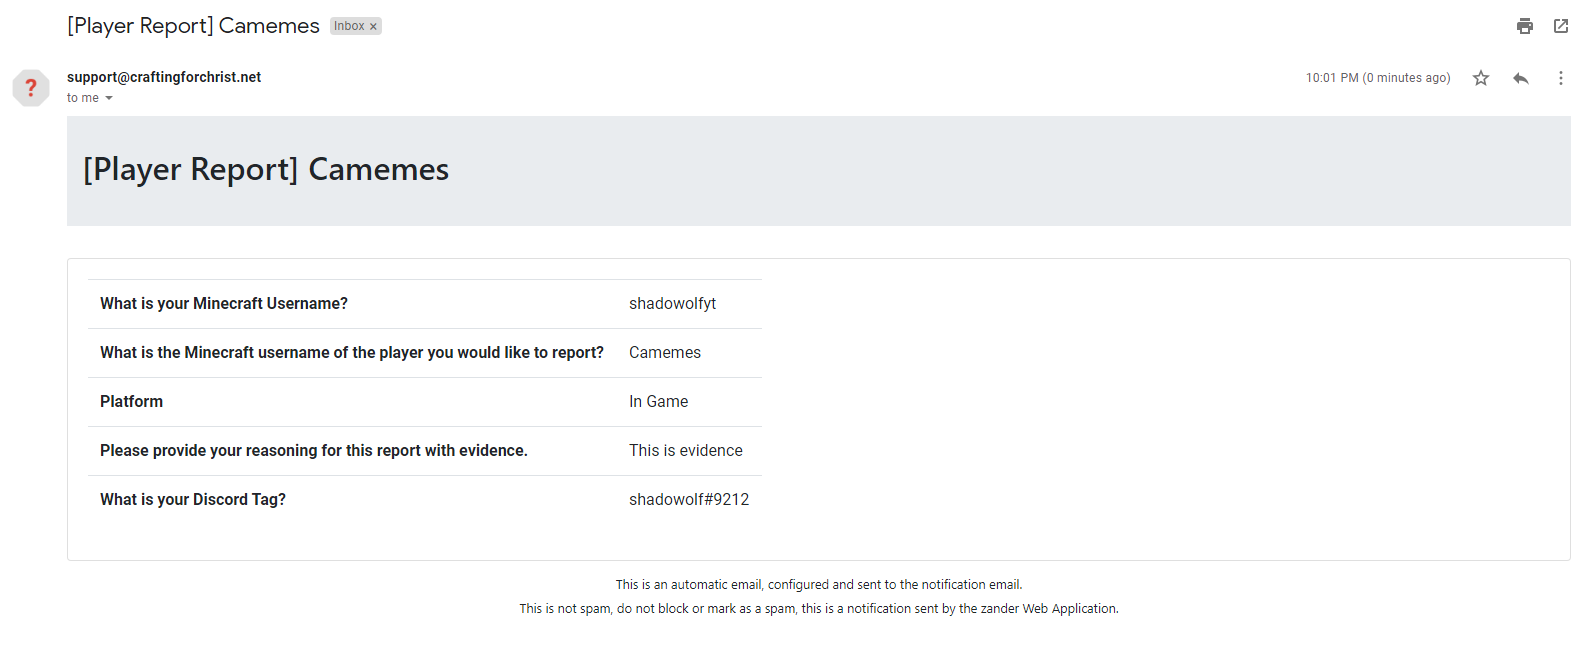 [Player Report] Camemes Inbox ×
support@craftingforchrist.net 10:01 PM (0 minutes ago)
to me
[Player Report] Camemes
What is your Minecraft Username? shadowolfyt
What is the Minecraft username of the player you would like to report? Camemes
Platform In Game
Please provide your reasoning for this report with evidence. This is evidence
What is your Discord Tag? shadowolf#9212
This is an automatic email, configured and sent to the notification email.
This is not spam, do not block or mark as a spam, this is a notification sent by the zander Web Application.